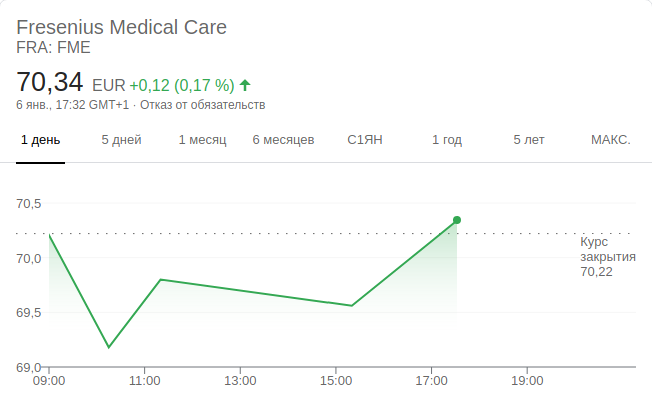 Fresenius Medical Care
FRA: FME
70,34 EUR +0,12 (0,17 %)
6 янв., 17:32 GMT+1 · Отказ от обязательств
1 день 5 дней 1 месяц 6 месяцев С1ЯН 1 год 5 лет МАКС.
70,5
Курс
закрытия
70,22
70,0
69,5
69,0
09:00 11:00 13:00 15:00 17:00 19:00